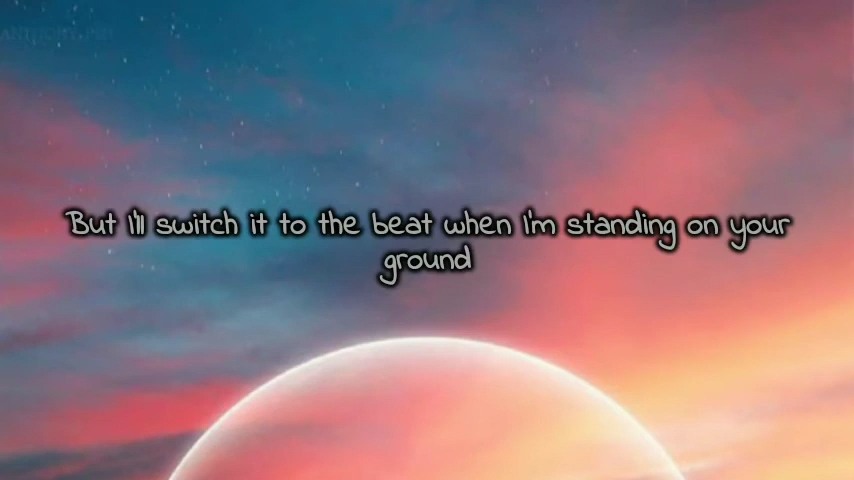 But I'll switch it to the beat when I'm standing on your
ground